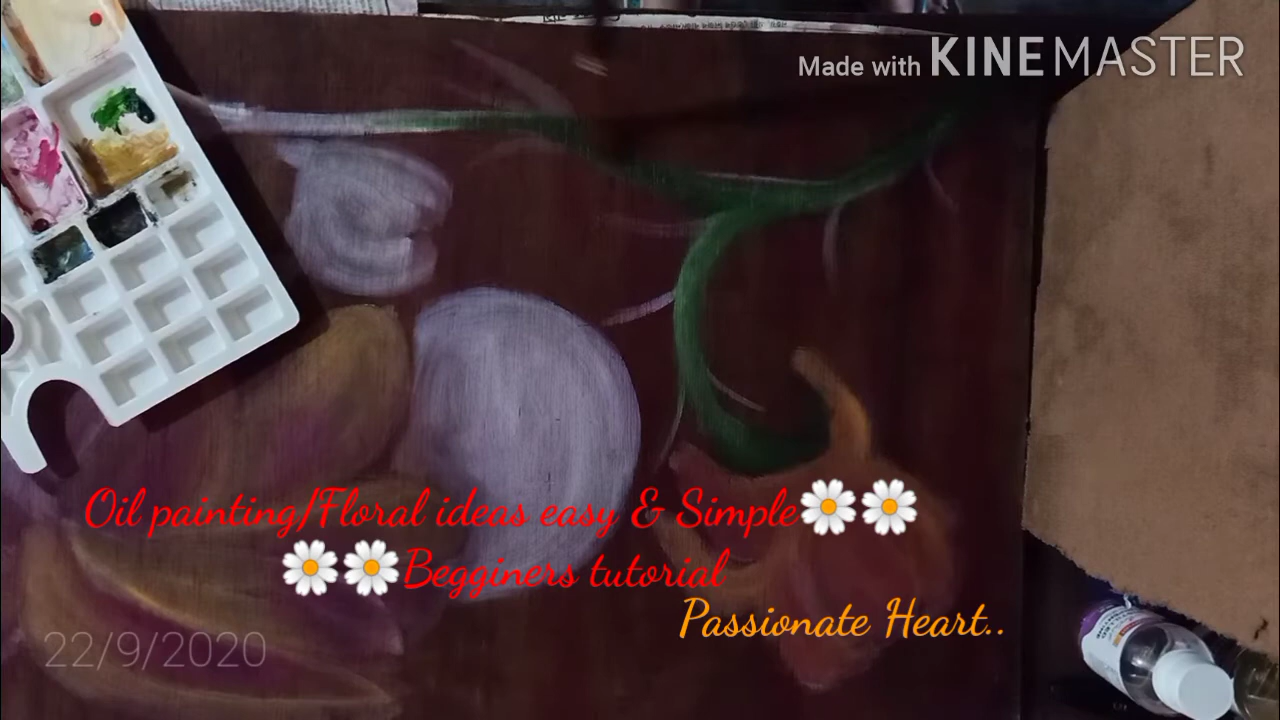 Made with KINEMASTER
Oil painting/Floral ideas easy & Simple🌼🌼
🌼🌼Begginers tutorial
Passionate Heart..
22/9/2020